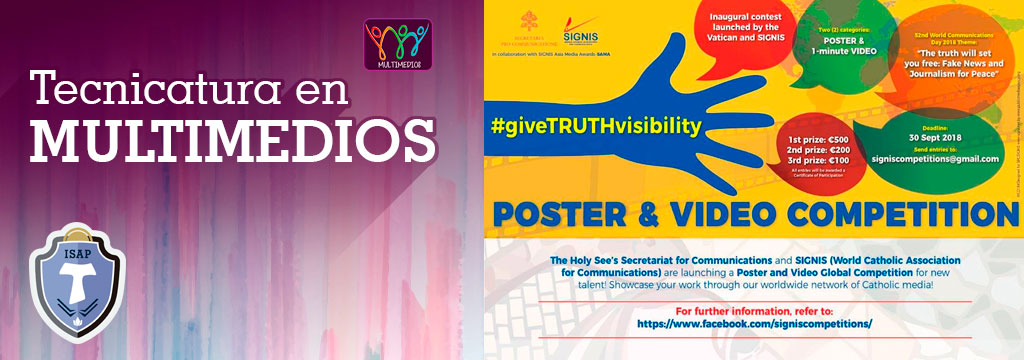 MULTIMEDIOS
Tecnicatura en
MULTIMEDIOS
ISAP
SIGNIS
in collaboration with SIGNIS Asia Media Awards-SAMA
Inaugural contest
launched by the
Vatican and SIGNIS
Two (2) categories:
POSTER &
1-minute VIDEO
52nd World Communications
Day 2018 Theme:
“The truth will set
you free: Fake News and
Journalism for Peace”
#giveTRUTHvisibility
1st prize: €500
2nd prize: €200
3rd prize: €100
All entries will be awarded a
Certificate of Participation
Deadline:
30 Sept 2018
Send entries to:
signiscompetitions@gmail.com
POSTER & VIDEO COMPETITION
The Holy See's Secretariat for Communications and SIGNIS (World Catholic Association
for Communications) are launching a Poster and Video Global Competition for new
talent! Showcase your work through our worldwide network of Catholic media!
For further information, refer to:
https://www.facebook.com/signiscompetitions/